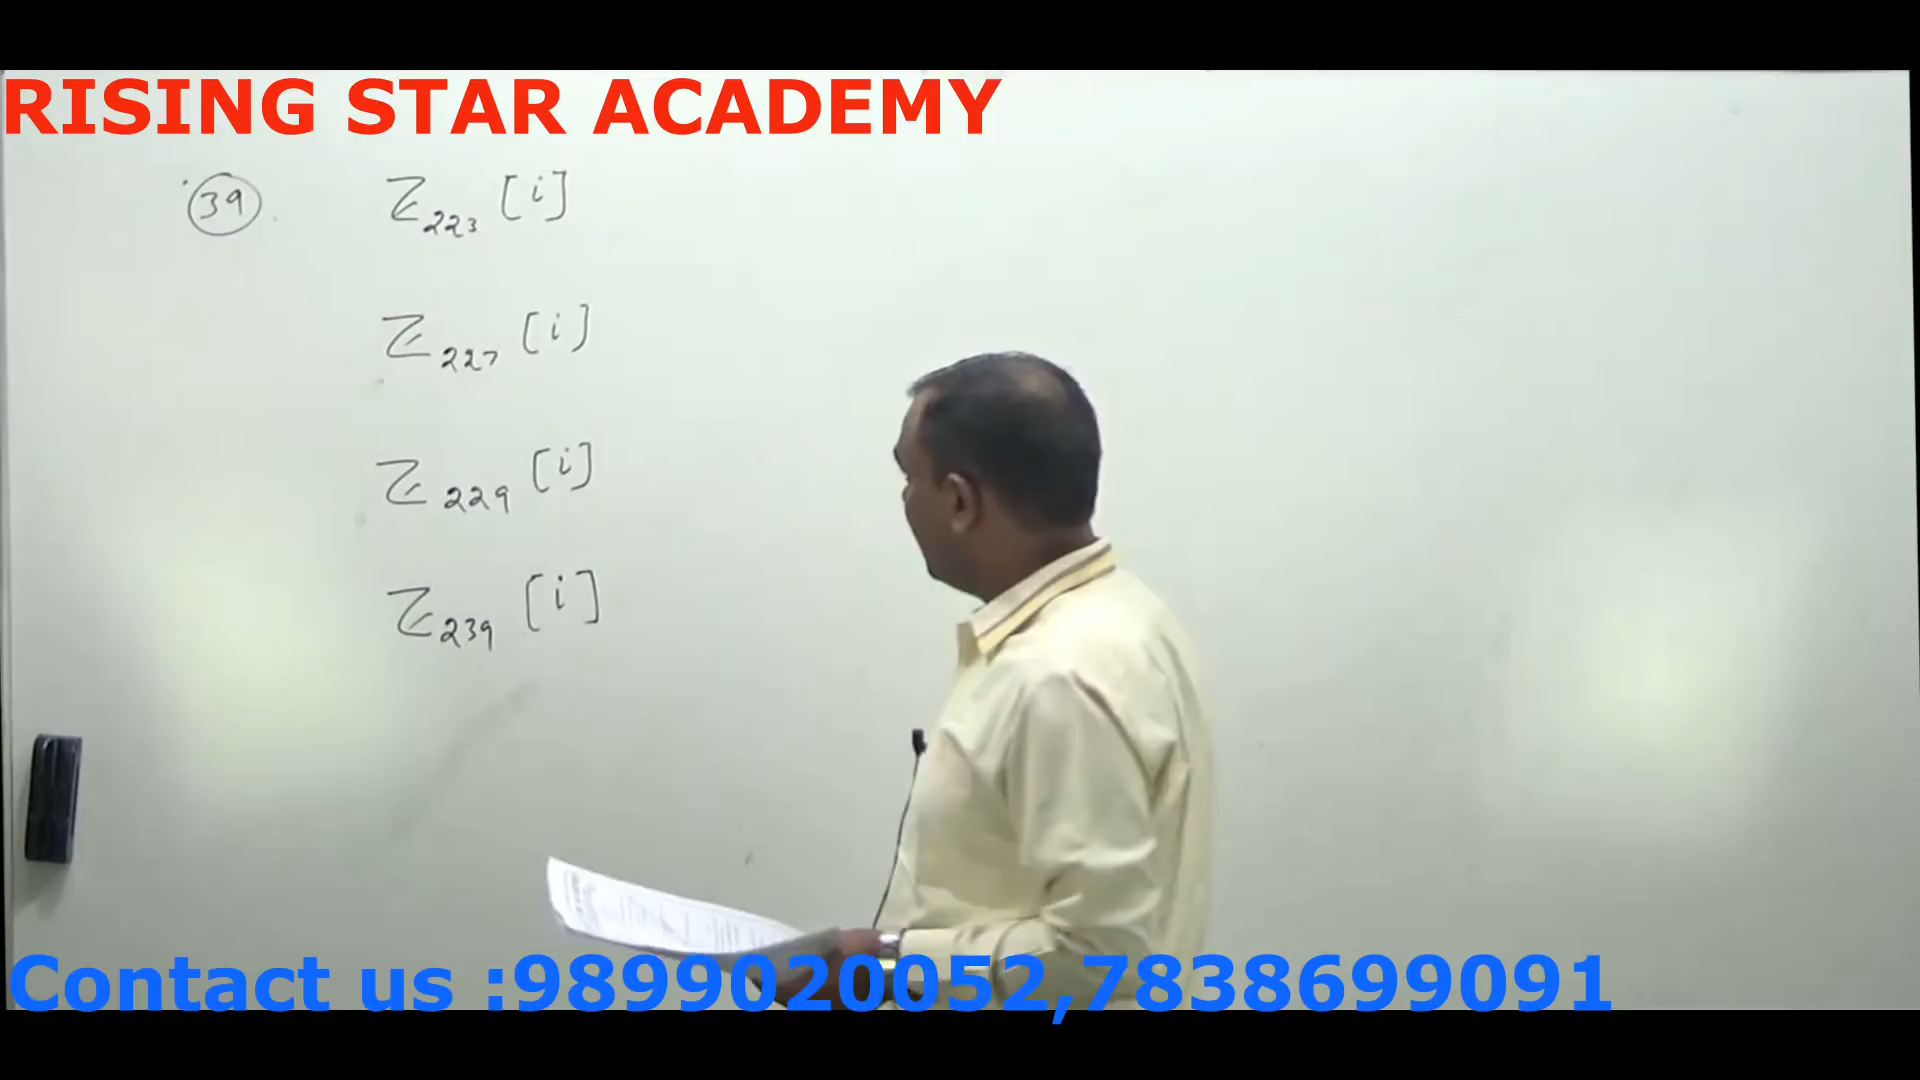 RISING STAR ACADEMY
39 ℤ₂₂₃ [i]
ℤ₂₂₇ [i]
ℤ₂₂₉ [i]
ℤ₂₃₉ [i]
Contact us :9899020052,7838699091